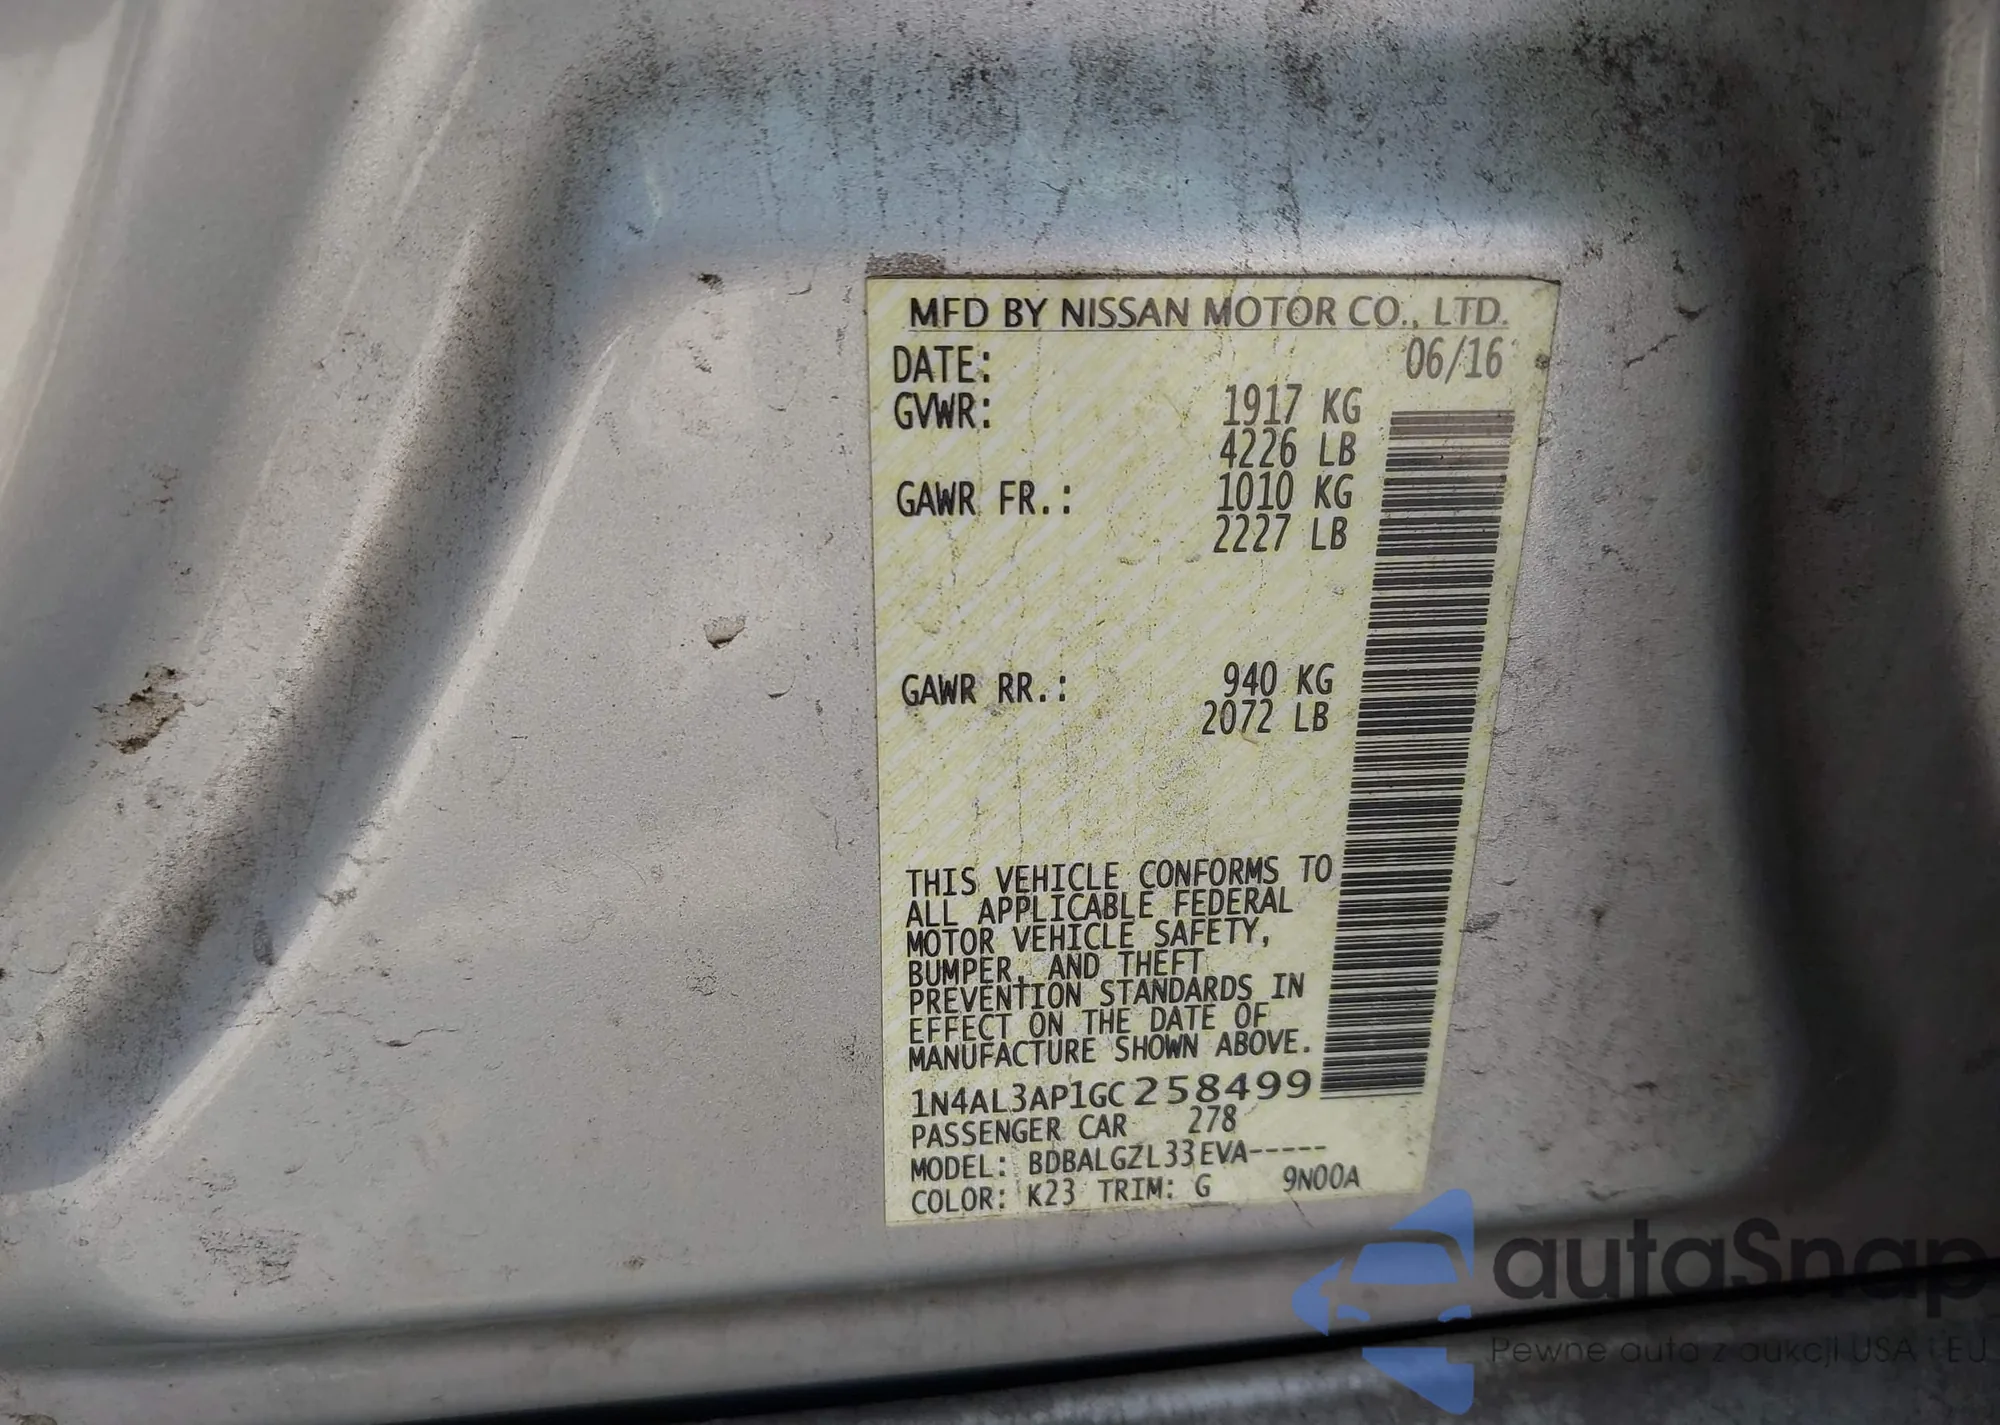 MFD BY NISSAN MOTOR CO., LTD.
DATE: 06/16
GVWR: 1917 KG
4226 LB
GAWR FR.: 1010 KG
2227 LB
GAWR RR.: 940 KG
2072 LB
THIS VEHICLE CONFORMS TO
ALL APPLICABLE FEDERAL
MOTOR VEHICLE SAFETY,
BUMPER, AND THEFT
PREVENTION STANDARDS IN
EFFECT ON THE DATE OF
MANUFACTURE SHOWN ABOVE.
1N4AL3AP1GC258499
PASSENGER CAR 278
MODEL: BDBALGZL33EVA-----
COLOR: K23 TRIM: G 9N00A
autaSnap
Pewne auta z aukcji USA i EU